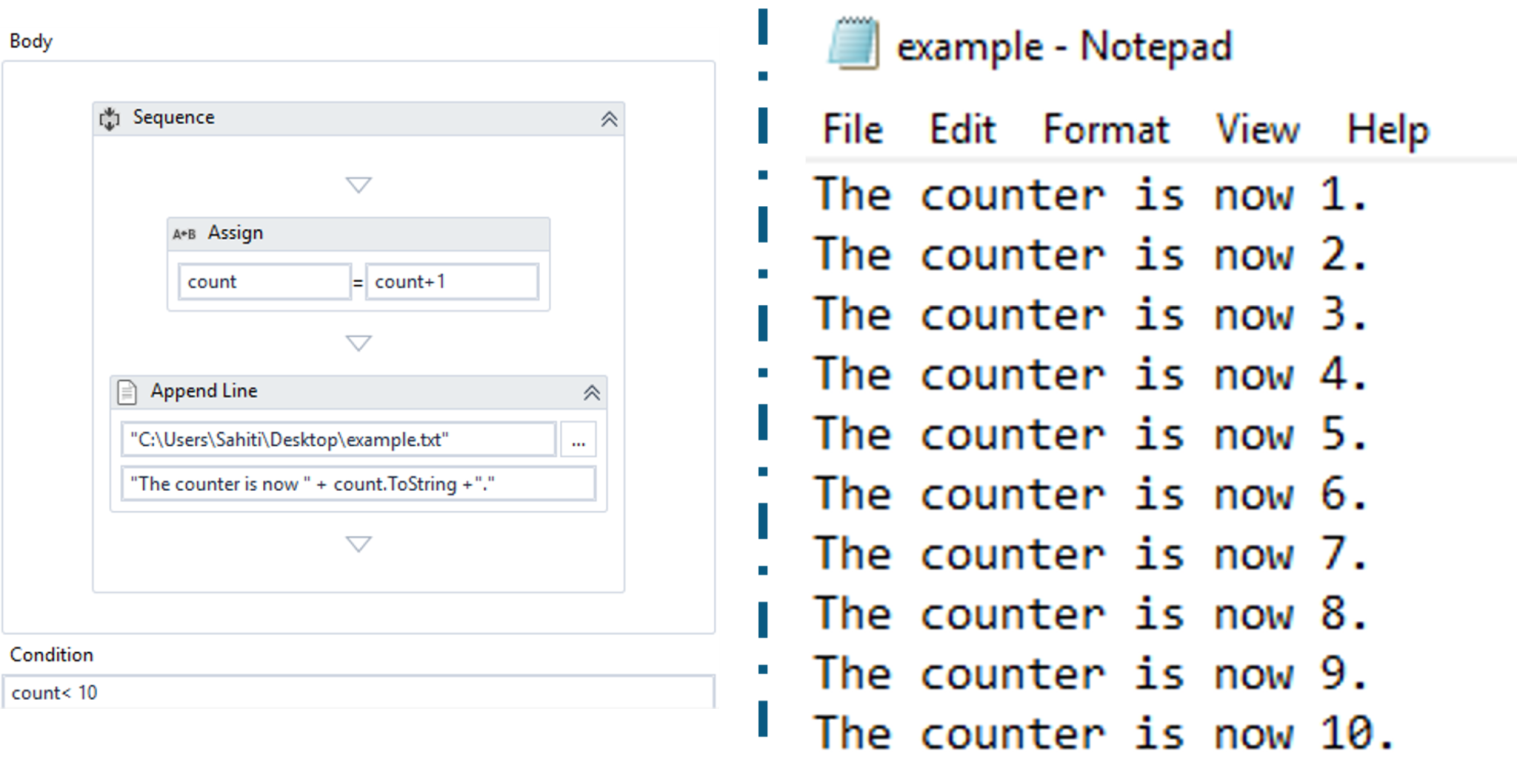 Body
Sequence
A+B Assign
count = count+1
Append Line
"C:\Users\Sahiti\Desktop\example.txt" ...
"The counter is now " + count.ToString +"."
Condition
count< 10
example - Notepad
File Edit Format View Help
The counter is now 1.
The counter is now 2.
The counter is now 3.
The counter is now 4.
The counter is now 5.
The counter is now 6.
The counter is now 7.
The counter is now 8.
The counter is now 9.
The counter is now 10.